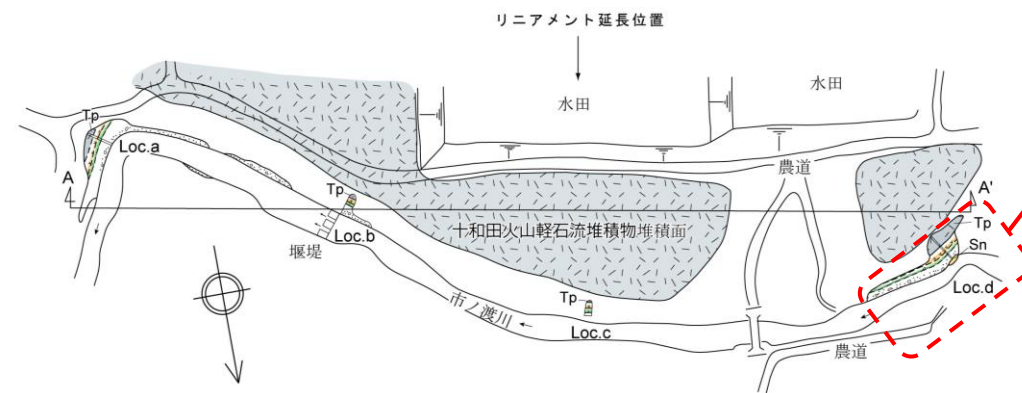 リニアメント延長位置
水田
水田
Tp
Loc.a
A
農道
A'
Tp
Tp
十和田火山軽石流堆積物堆積面
Sn
堰堤
Loc.b
Loc.d
Tp
市ノ渡川
Loc.c
農道